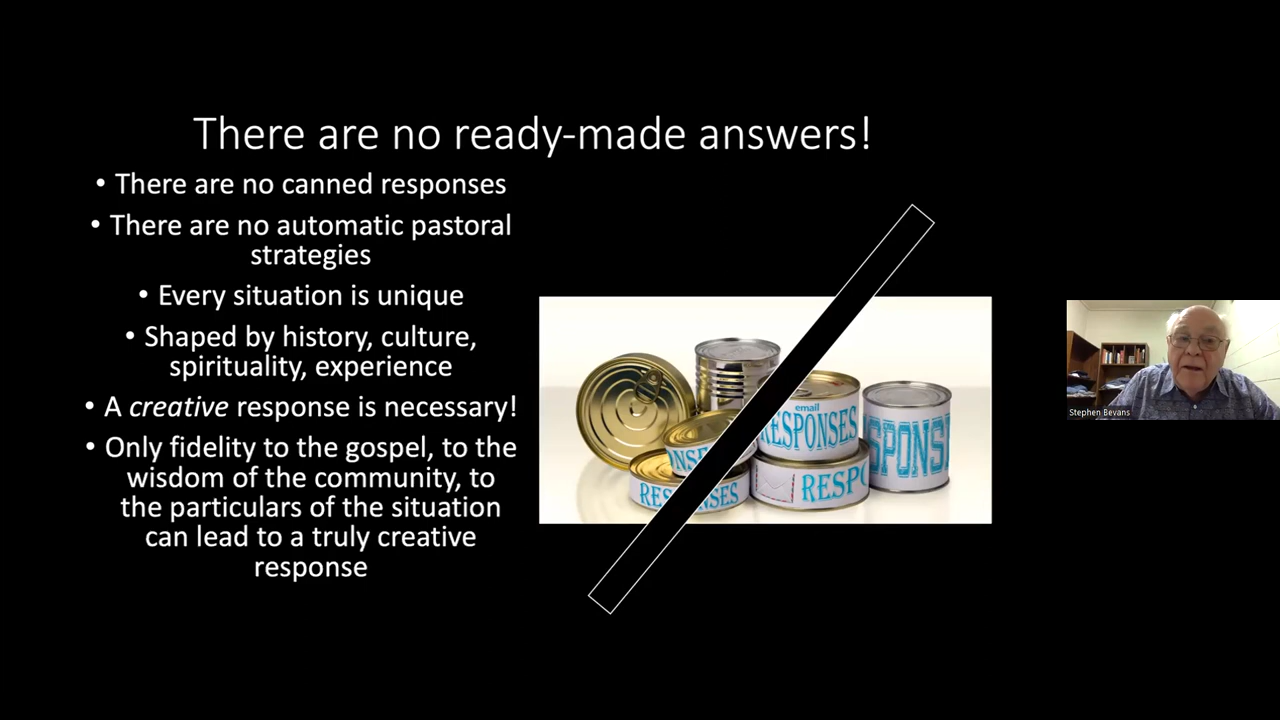 There are no ready-made answers!
• There are no canned responses
• There are no automatic pastoral
strategies
• Every situation is unique
• Shaped by history, culture,
spirituality, experience
• A creative response is necessary!
• Only fidelity to the gospel, to the
wisdom of the community, to
the particulars of the situation
can lead to a truly creative
response
email
RESPONSES
RESP
Stephen Bevans